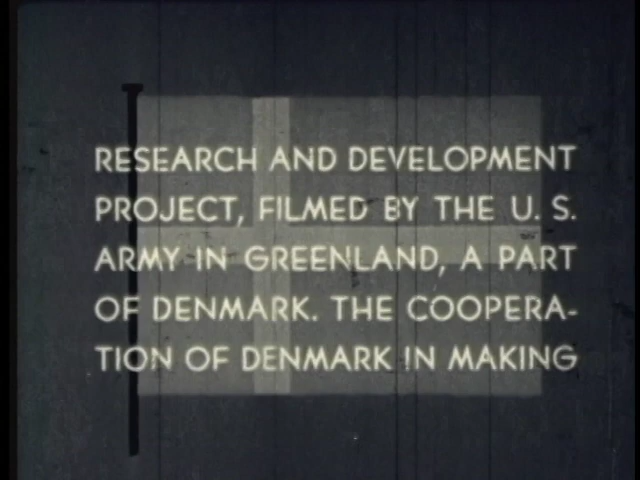 RESEARCH AND DEVELOPMENT
PROJECT, FILMED BY THE U. S.
ARMY IN GREENLAND, A PART
OF DENMARK. THE COOPERA-
TION OF DENMARK IN MAKING